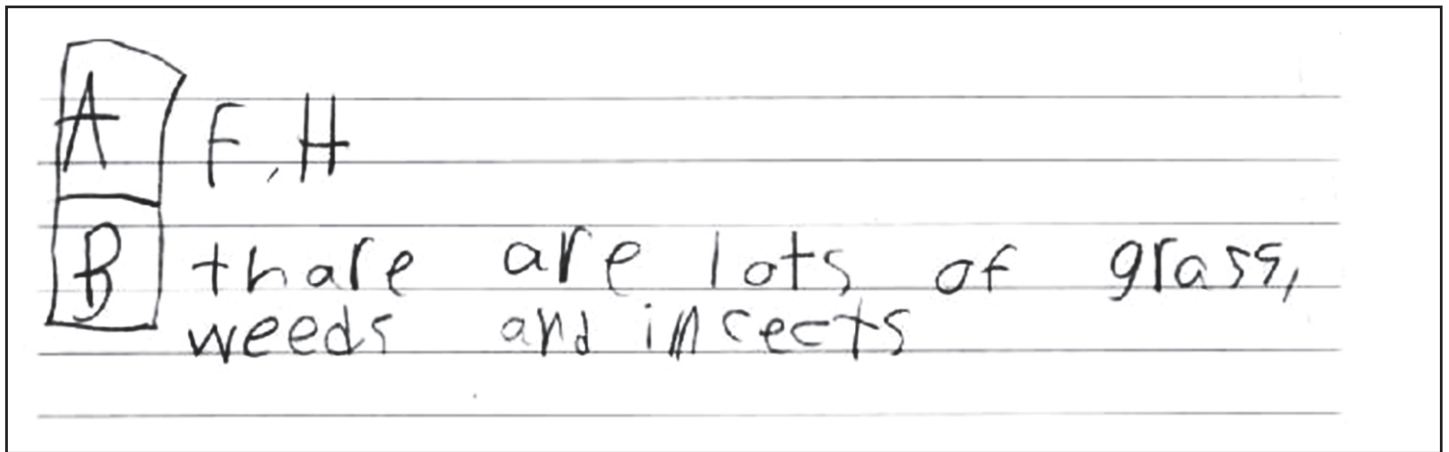 A F, H
B thare are lots of grass,
weeds and incects